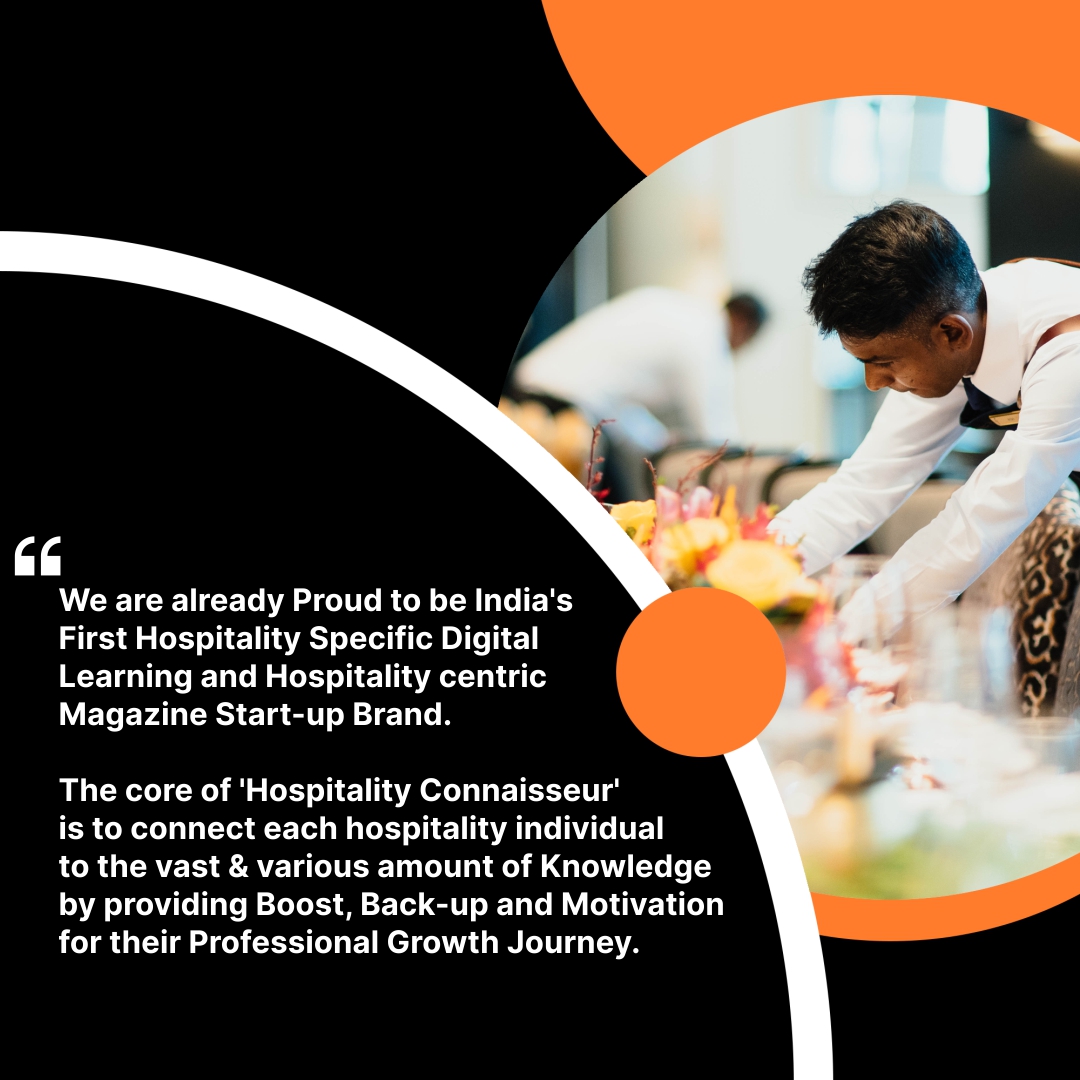 “
We are already Proud to be India's
First Hospitality Specific Digital
Learning and Hospitality centric
Magazine Start-up Brand.
The core of 'Hospitality Connaisseur'
is to connect each hospitality individual
to the vast & various amount of Knowledge
by providing Boost, Back-up and Motivation
for their Professional Growth Journey.